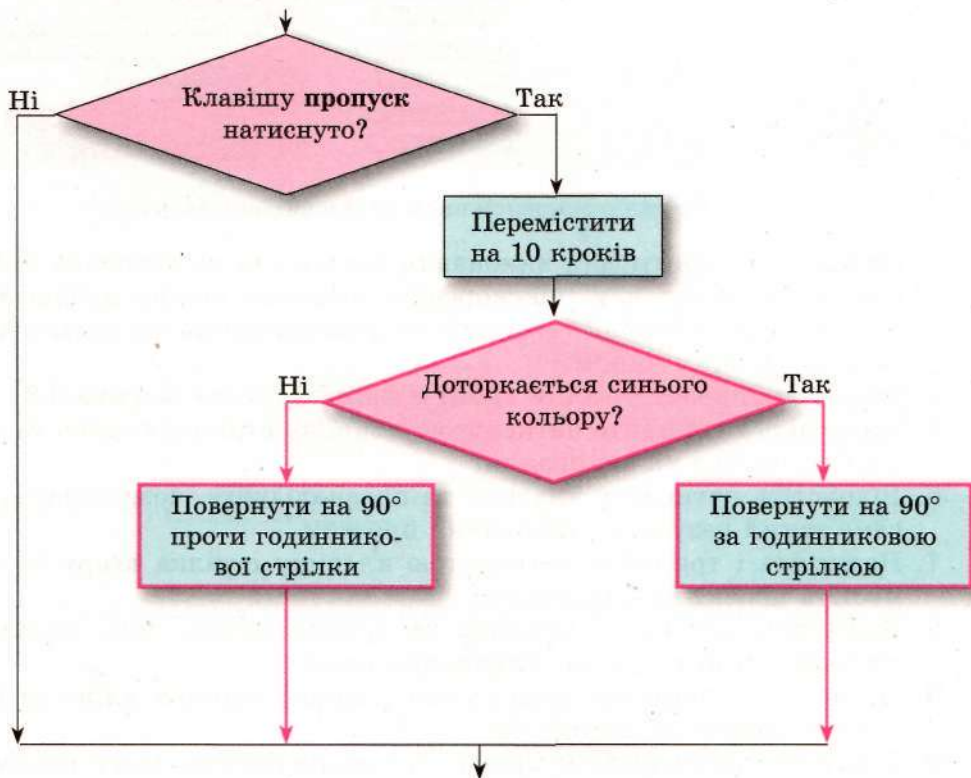 Ні
Клавішу пропуск
натиснуто?
Так
Перемістити
на 10 кроків
Ні
Доторкається синього
кольору?
Так
Повернути на 90°
проти годиннико-
вої стрілки
Повернути на 90°
за годинниковою
стрілкою